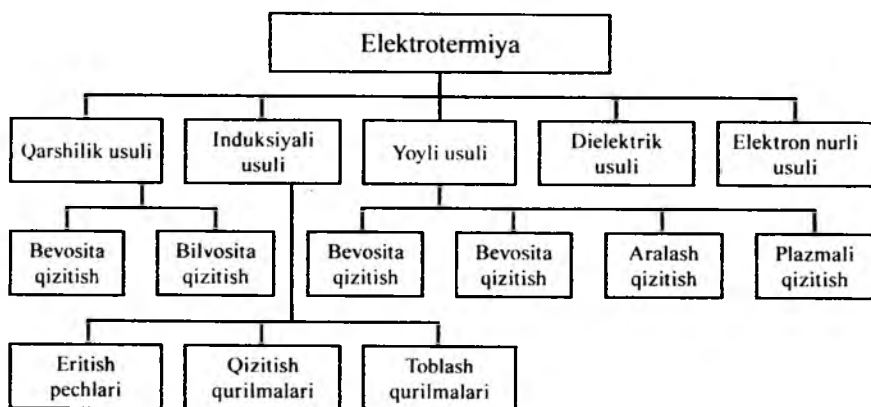 Elektrotermiya
Qarshilik usuli
Induksiyali
usuli
Yoyli usuli
Dielektrik
usuli
Elektron nurli
usuli
Bevosita
qizitish
Bilvosita
qizitish
Bevosita
qizitish
Bevosita
qizitish
Aralash
qizitish
Plazmali
qizitish
Eritish
pechlari
Qizitish
qurilmalari
Toblash
qurilmalari